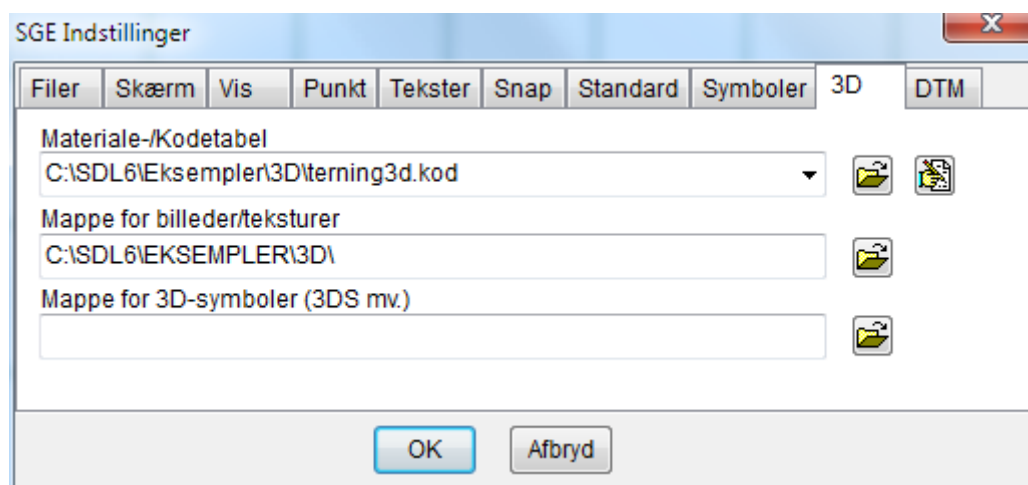 SGE Indstillinger
Filer Skærm Vis Punkt Tekster Snap Standard Symboler 3D DTM
Materiale-/Kodetabel
C:\SDL6\Eksempler\3D\terning3d.kod
Mappe for billeder/teksturer
C:\SDL6\EKSEMPLER\3D\
Mappe for 3D-symboler (3DS mv.)
OK Afbryd